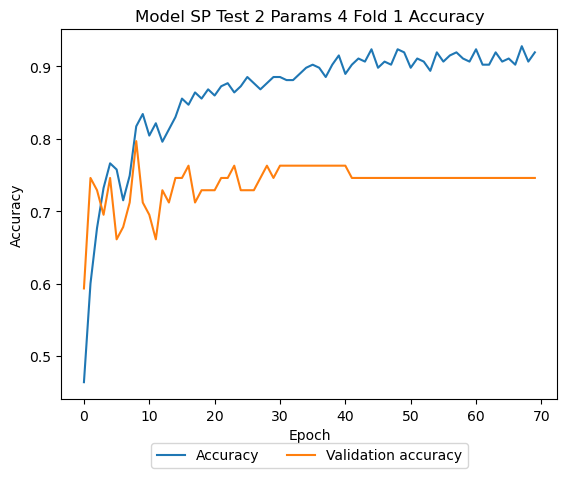 Model SP Test 2 Params 4 Fold 1 Accuracy
Accuracy
0.9
0.8
0.7
0.6
0.5
0 10 20 30 40 50 60 70
Epoch
Accuracy Validation accuracy